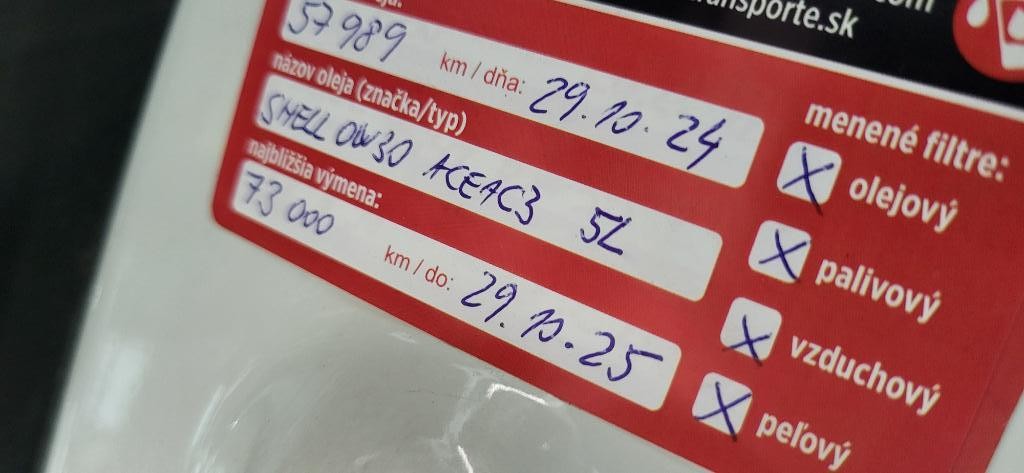 sporte.sk
57989 km / dňa: 29.10.24
názov oleja (značka/typ)
SHELL 0W30 ACEAC3 5L
najbližšia výmena:
73 000 km / do: 29.10.25
menené filtre:
X olejový
X palivový
X vzduchový
X peľový